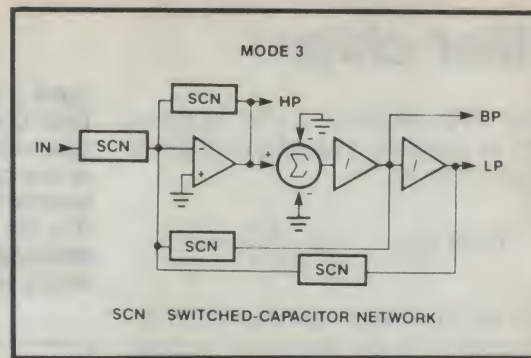 MODE 3
SCN
HP
BP
IN
SCN
-
+
+
Σ
-
-
/
/
LP
SCN
SCN
SCN SWITCHED-CAPACITOR NETWORK